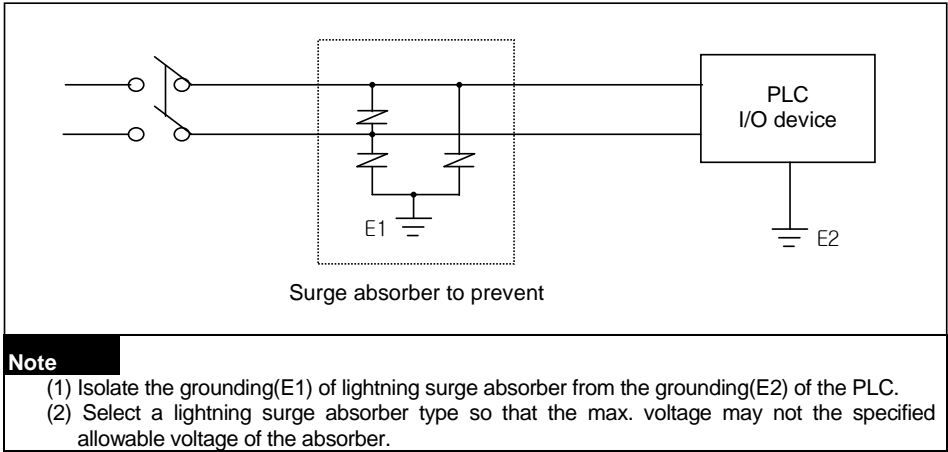 PLC
I/O device
E1
E2
Surge absorber to prevent
Note
(1) Isolate the grounding(E1) of lightning surge absorber from the grounding(E2) of the PLC.
(2) Select a lightning surge absorber type so that the max. voltage may not the specified
allowable voltage of the absorber.